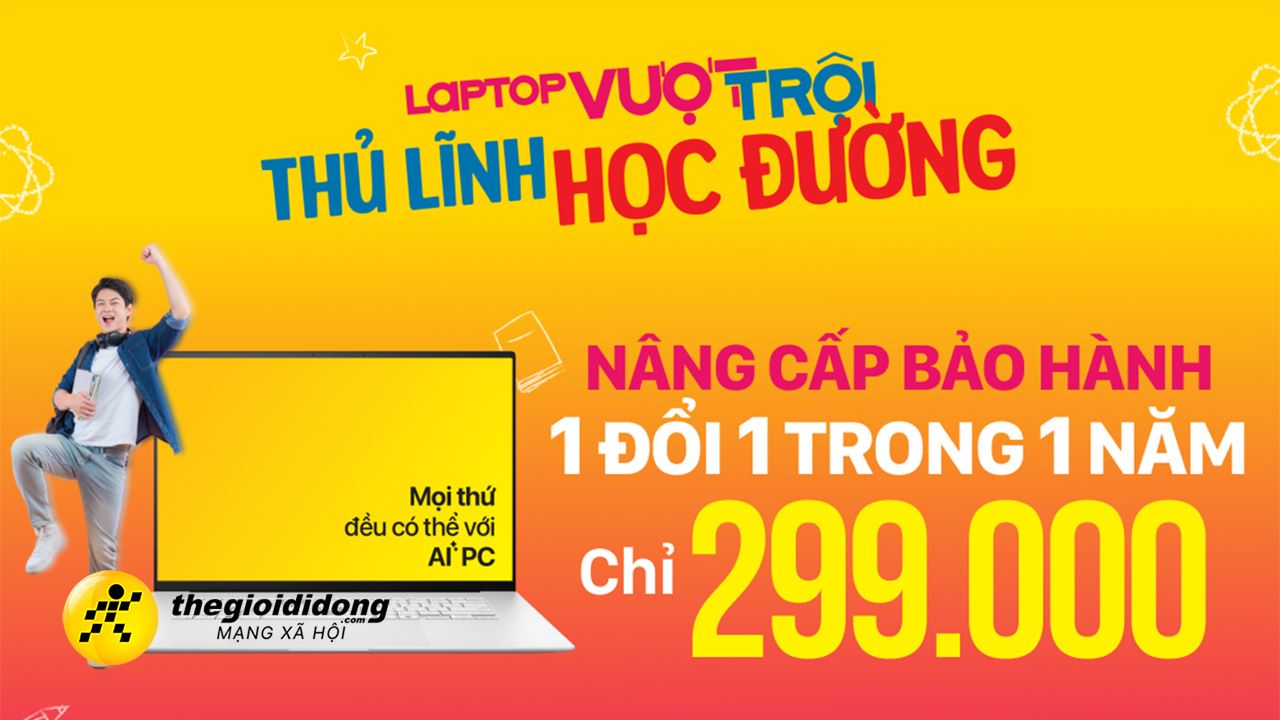 LAPTOP VƯỢT TRỘI
THỦ LĨNH HỌC ĐƯỜNG
NÂNG CẤP BẢO HÀNH
1 ĐỔI 1 TRONG 1 NĂM
Chỉ 299.000
Mọi thứ
đều có thể với
AI+ PC
thegioididong
.com
MẠNG XÃ HỘI